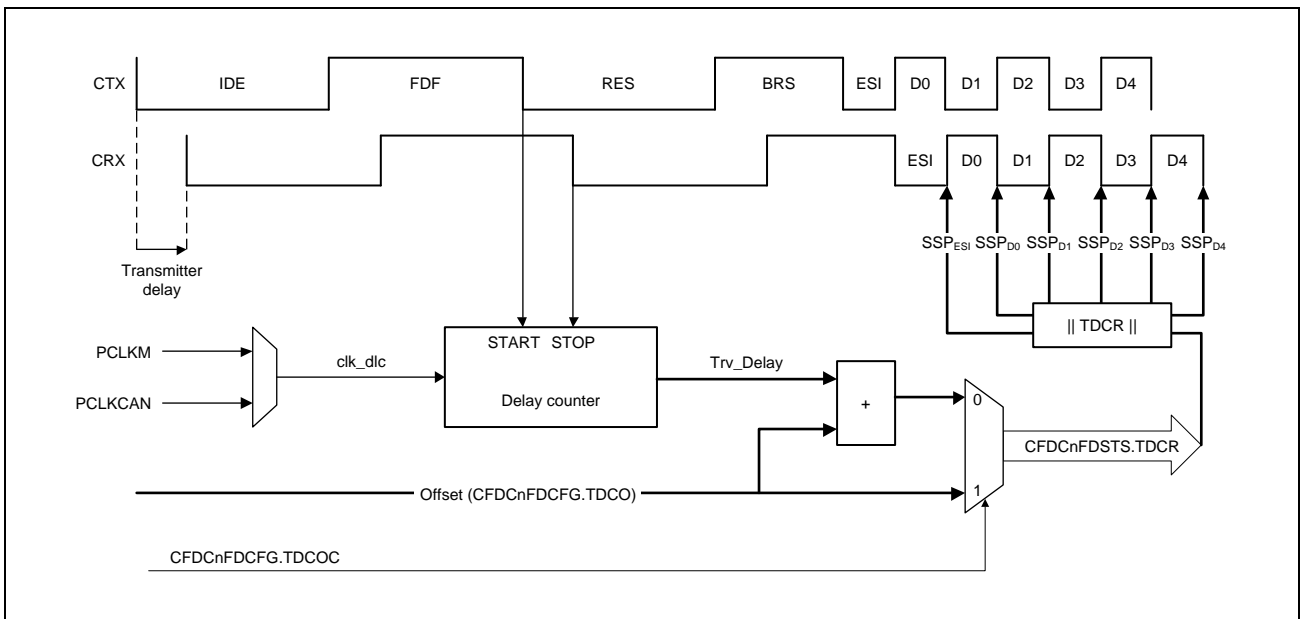 CTX IDE FDF RES BRS ESI D0 D1 D2 D3 D4
CRX ESI D0 D1 D2 D3 D4
SSPESI SSPD0 SSPD1 SSPD2 SSPD3 SSPD4
Transmitter
delay
|| TDCR ||
START STOP
PCLKM
clk_dlc
Trv_Delay
PCLKCAN
Delay counter
+
0
CFDCnFDSTS.TDCR
Offset (CFDCnFDCFG.TDCO)
1
CFDCnFDCFG.TDCOC